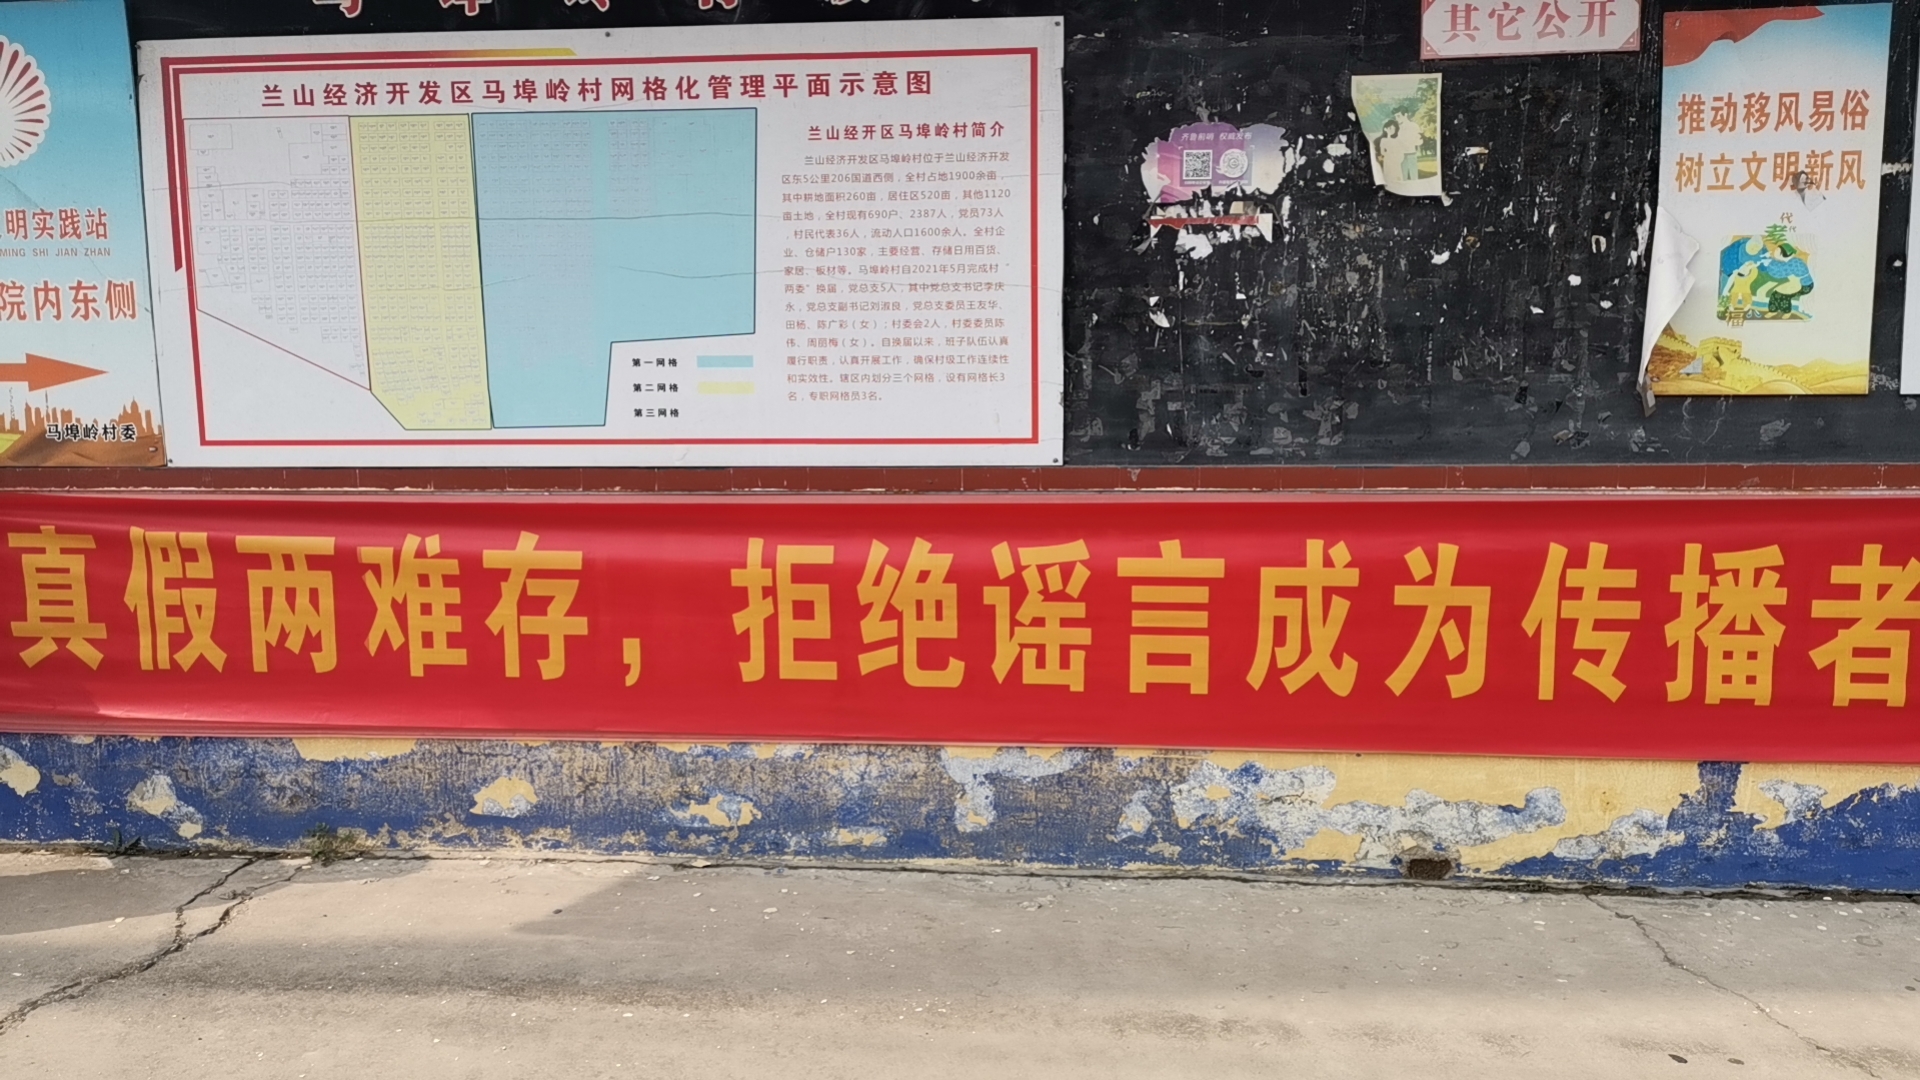 明实践站
MING SHI JIAN ZHAN
院内东侧
马埠岭村委
兰山经济开发区马埠岭村网格化管理平面示意图
兰山经开区马埠岭村简介
兰山经济开发区马埠岭村位于兰山经济开发
区东5公里206国道西侧，全村占地1900余亩，
其中耕地面积260亩，居住区520亩，其他1120
亩土地，全村现有690户、2387人，党员73人
，村民代表36人，流动人口1600余人。全村企
业、仓储户130家，主要经营、存储日用百货、
家居、板材等。马埠岭村自2021年5月完成村“
两委”换届，党总支5人，其中党总支书记李庆
永，党总支副书记刘淑良，党总支委员王友华、
田杨、陈广彩（女）；村委会2人，村委委员陈
伟、周丽梅（女）。自换届以来，班子队伍认真
履行职责，认真开展工作，确保村级工作连续性
和实效性。辖区内划分三个网格，设有网格长3
名，专职网格员3名。
第一网格
第二网格
第三网格
其它公开
齐鲁前哨 权威发布
推动移风易俗
树立文明新风
代代
孝
福
真假两难存，拒绝谣言成为传播者